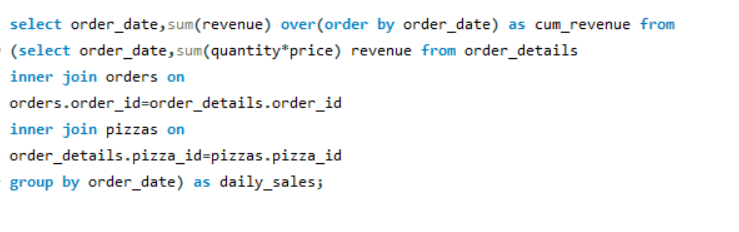 select order_date,sum(revenue) over(order by order_date) as cum_revenue from
(select order_date,sum(quantity*price) revenue from order_details
inner join orders on
orders.order_id=order_details.order_id
inner join pizzas on
order_details.pizza_id=pizzas.pizza_id
group by order_date) as daily_sales;